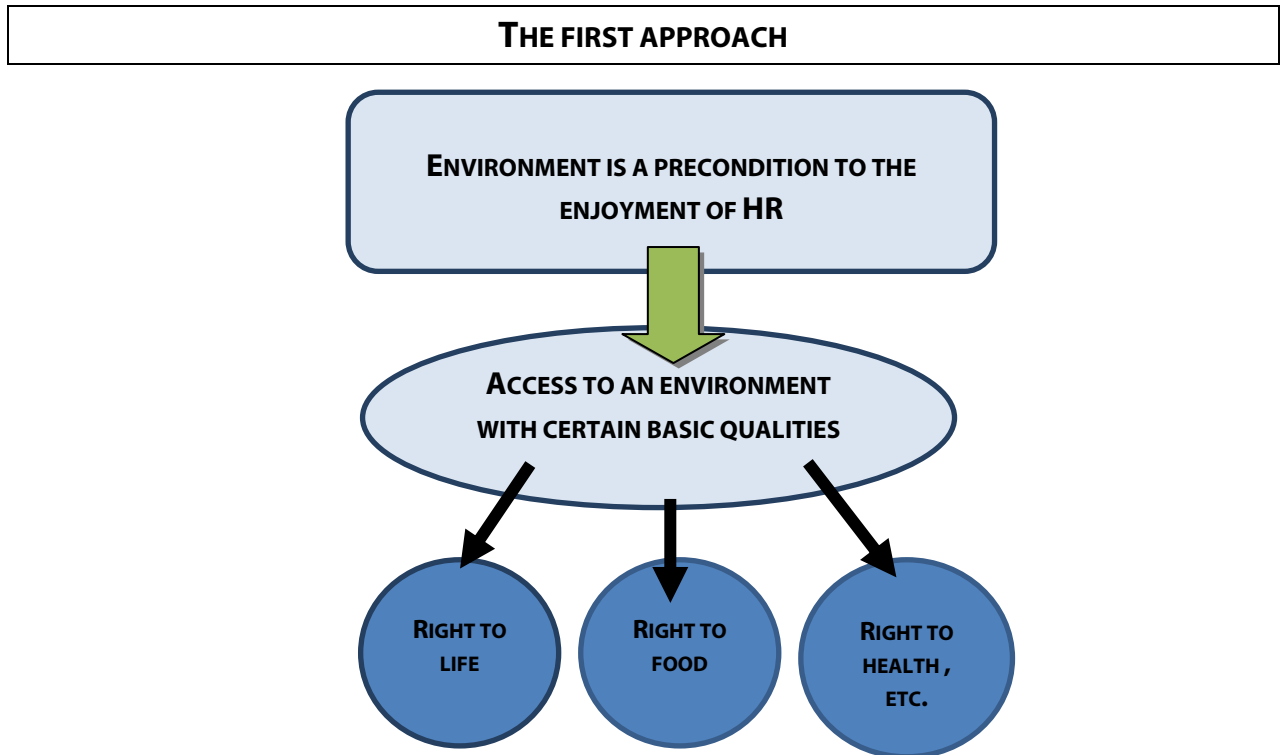 THE FIRST APPROACH
ENVIRONMENT IS A PRECONDITION TO THE
ENJOYMENT OF HR
ACCESS TO AN ENVIRONMENT
WITH CERTAIN BASIC QUALITIES
RIGHT TO
LIFE
RIGHT TO
FOOD
RIGHT TO
HEALTH ,
ETC.